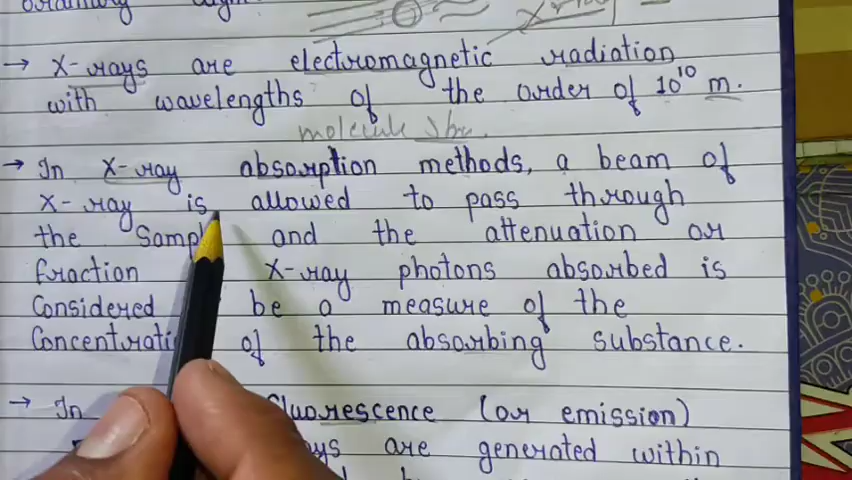 ordinary
→ X-rays are electromagnetic radiation
with wavelengths of the order of 10¹⁰ m.
molecule
→ In X-ray absorption methods, a beam of
X-ray is allowed to pass through
the and the attenuation or
fraction X-ray photons absorbed is
Considered be a measure of the
of the absorbing substance.
→ In fluorescence (or emission)
are generated within